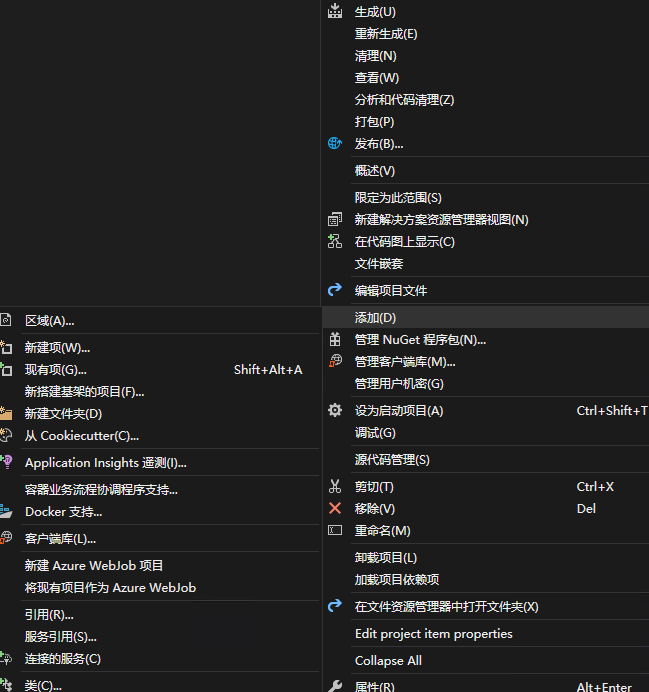 生成(U)
重新生成(E)
清理(N)
查看(W)
分析和代码清理(Z)
打包(P)
发布(B)...
概述(V)
限定为此范围(S)
新建解决方案资源管理器视图(N)
在代码图上显示(C)
文件嵌套
编辑项目文件
添加(D)
管理 NuGet 程序包(N)...
管理客户端库(M)...
管理用户机密(G)
设为启动项目(A) Ctrl+Shift+T
调试(G)
源代码管理(S)
剪切(T) Ctrl+X
移除(V) Del
重命名(M)
卸载项目(L)
加载项目依赖项
在文件资源管理器中打开文件夹(X)
Edit project item properties
Collapse All
属性(R) Alt+Enter
区域(A)...
新建项(W)...
现有项(G)... Shift+Alt+A
新搭建基架的项目(F)...
新建文件夹(D)
从 Cookiecutter(C)...
Application Insights 遥测(I)...
容器业务流程协调程序支持...
Docker 支持...
客户端库(L)...
新建 Azure WebJob 项目
将现有项目作为 Azure WebJob
引用(R)...
服务引用(S)...
连接的服务(C)
类(C)...